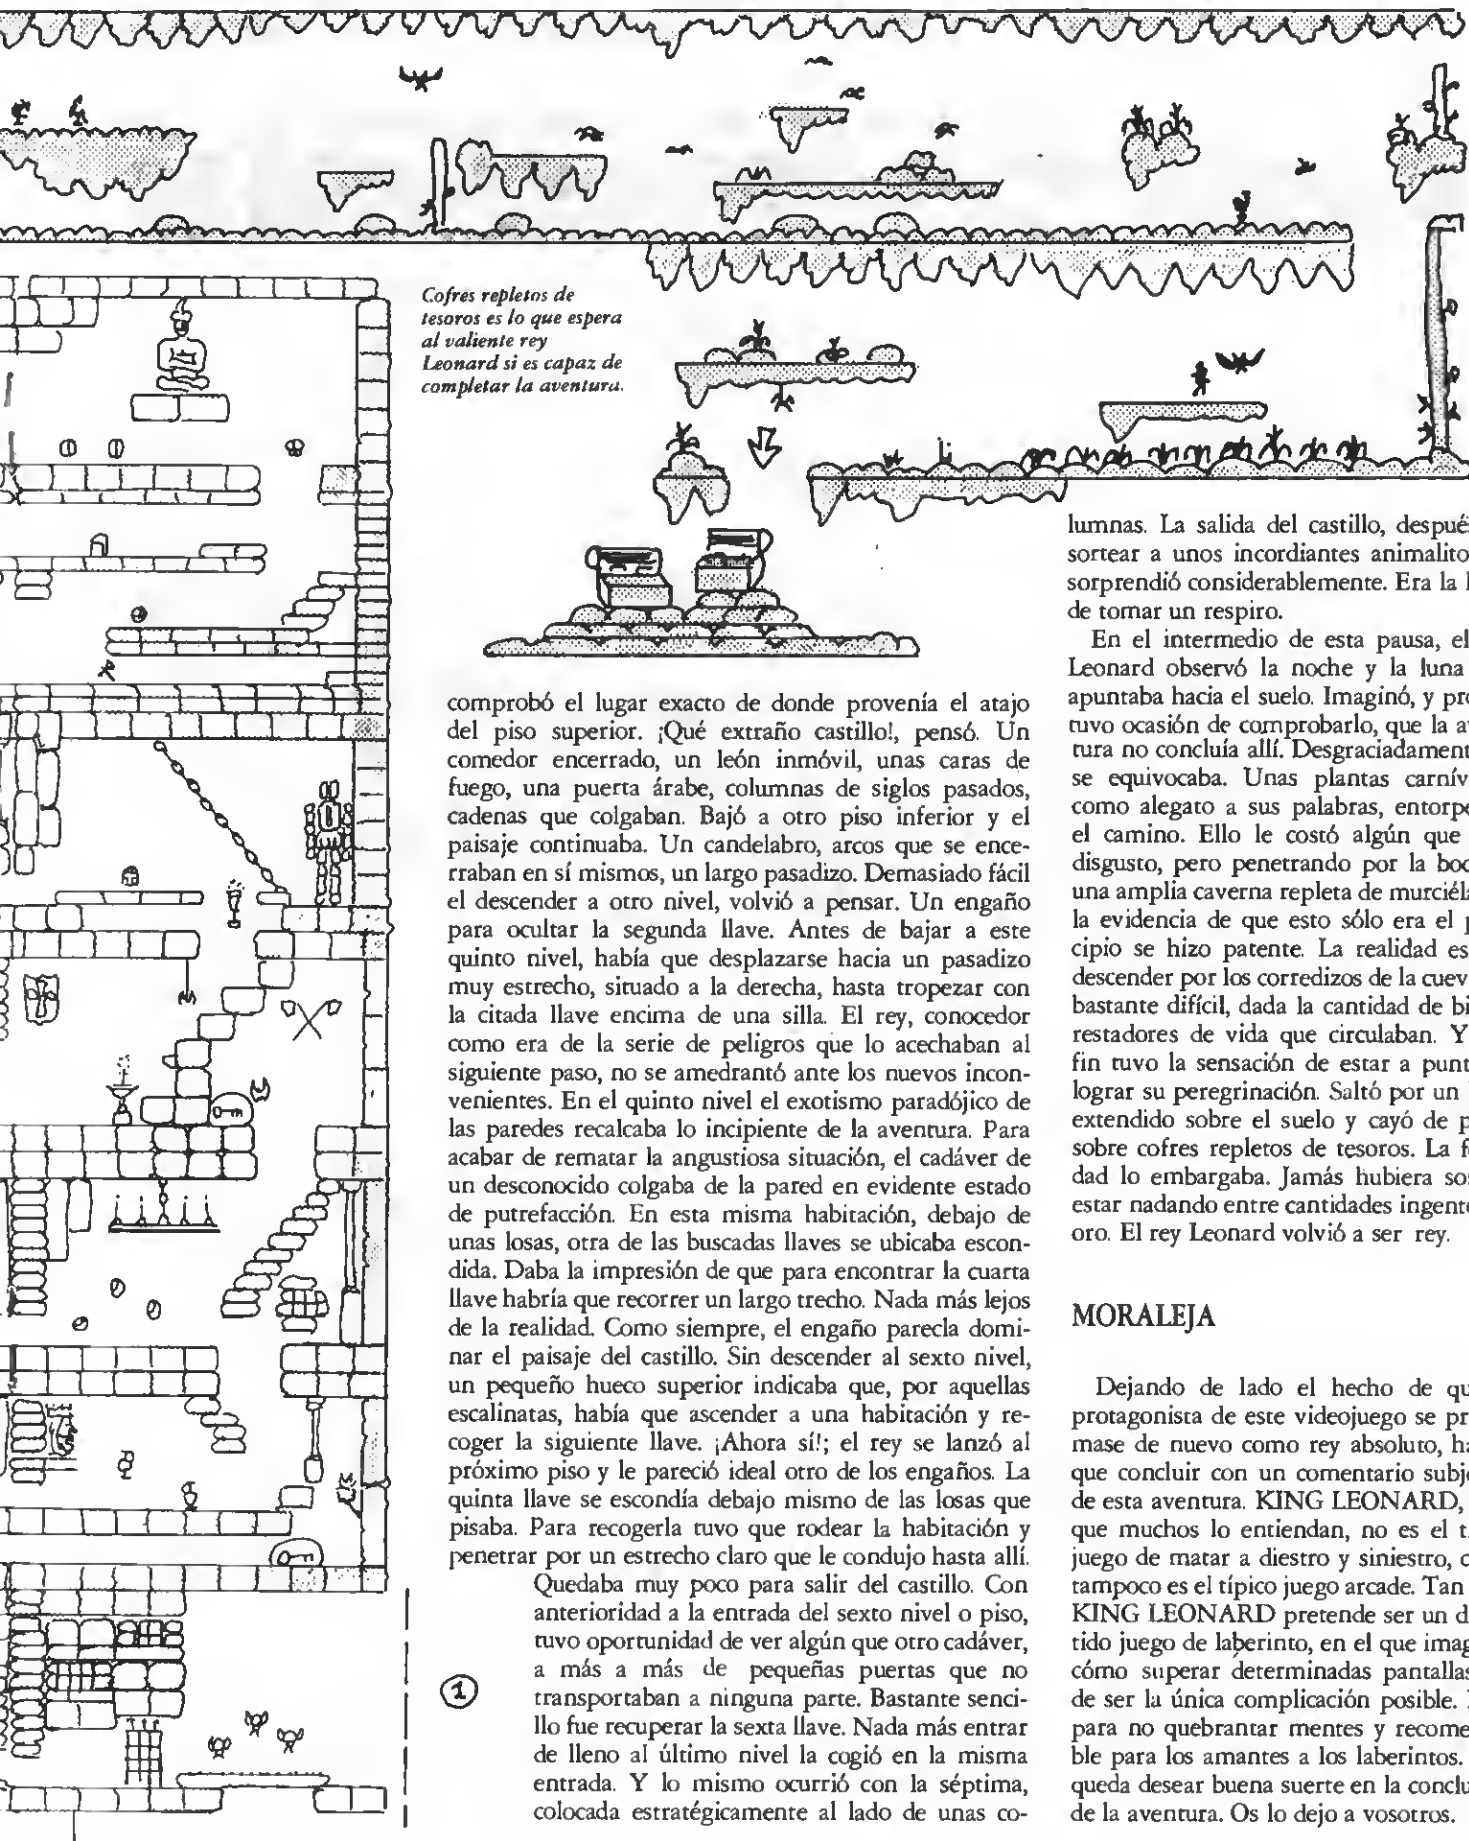 Cofres repletos de
tesoros es lo que espera
al valiente rey
Leonard si es capaz de
completar la aventura.
comprobó el lugar exacto de donde provenía el atajo
del piso superior. ¡Qué extraño castillo!, pensó. Un
comedor encerrado, un león inmóvil, unas caras de
fuego, una puerta árabe, columnas de siglos pasados,
cadenas que colgaban. Bajó a otro piso inferior y el
paisaje continuaba. Un candelabro, arcos que se ence-
rraban en sí mismos, un largo pasadizo. Demasiado fácil
el descender a otro nivel, volvió a pensar. Un engaño
para ocultar la segunda llave. Antes de bajar a este
quinto nivel, había que desplazarse hacia un pasadizo
muy estrecho, situado a la derecha, hasta tropezar con
la citada llave encima de una silla. El rey, conocedor
como era de la serie de peligros que lo acechaban al
siguiente paso, no se amedrantó ante los nuevos incon-
venientes. En el quinto nivel el exotismo paradójico de
las paredes recalcaba lo incipiente de la aventura. Para
acabar de rematar la angustiosa situación, el cadáver de
un desconocido colgaba de la pared en evidente estado
de putrefacción. En esta misma habitación, debajo de
unas losas, otra de las buscadas llaves se ubicaba escon-
dida. Daba la impresión de que para encontrar la cuarta
llave habría que recorrer un largo trecho. Nada más lejos
de la realidad. Como siempre, el engaño parecía domi-
nar el paisaje del castillo. Sin descender al sexto nivel,
un pequeño hueco superior indicaba que, por aquellas
escalinatas, había que ascender a una habitación y re-
coger la siguiente llave. ¡Ahora sí!; el rey se lanzó al
próximo piso y le pareció ideal otro de los engaños. La
quinta llave se escondía debajo mismo de las losas que
pisaba. Para recogerla tuvo que rodear la habitación y
penetrar por un estrecho claro que le condujo hasta allí.
Quedaba muy poco para salir del castillo. Con
anterioridad a la entrada del sexto nivel o piso,
tuvo oportunidad de ver algún que otro cadáver,
a más a más de pequeñas puertas que no
transportaban a ninguna parte. Bastante senci-
llo fue recuperar la sexta llave. Nada más entrar
de lleno al último nivel la cogió en la misma
entrada. Y lo mismo ocurrió con la séptima,
colocada estratégicamente al lado de unas co-
1
lumnas. La salida del castillo, despué
sortear a unos incordiantes animalito
sorprendió considerablemente. Era la
de tomar un respiro.
En el intermedio de esta pausa, el
Leonard observó la noche y la luna
apuntaba hacia el suelo. Imaginó, y pr
tuvo ocasión de comprobarlo, que la a
tura no concluía allí. Desgraciadament
se equivocaba. Unas plantas carnív
como alegato a sus palabras, entorpe
el camino. Ello le costó algún que
disgusto, pero penetrando por la boc
una amplia caverna repleta de murciéla
la evidencia de que esto sólo era el p
cipio se hizo patente. La realidad es
descender por los corredizos de la cuev
bastante difícil, dada la cantidad de bi
restadores de vida que circulaban. Y
fin tuvo la sensación de estar a punt
lograr su peregrinación. Saltó por un
extendido sobre el suelo y cayó de p
sobre cofres repletos de tesoros. La f
dad lo embargaba. Jamás hubiera so
estar nadando entre cantidades ingente
oro. El rey Leonard volvió a ser rey.
MORALEJA
Dejando de lado el hecho de qu
protagonista de este videojuego se pr
mase de nuevo como rey absoluto, ha
que concluir con un comentario subj
de esta aventura. KING LEONARD,
que muchos lo entiendan, no es el t
juego de matar a diestro y siniestro, c
tampoco es el típico juego arcade. Tan
KING LEONARD pretende ser un d
tido juego de laberinto, en el que imag
cómo superar determinadas pantallas
de ser la única complicación posible.
para no quebrantar mentes y recome
ble para los amantes a los laberintos.
queda desear buena suerte en la conclu
de la aventura. Os lo dejo a vosotros.